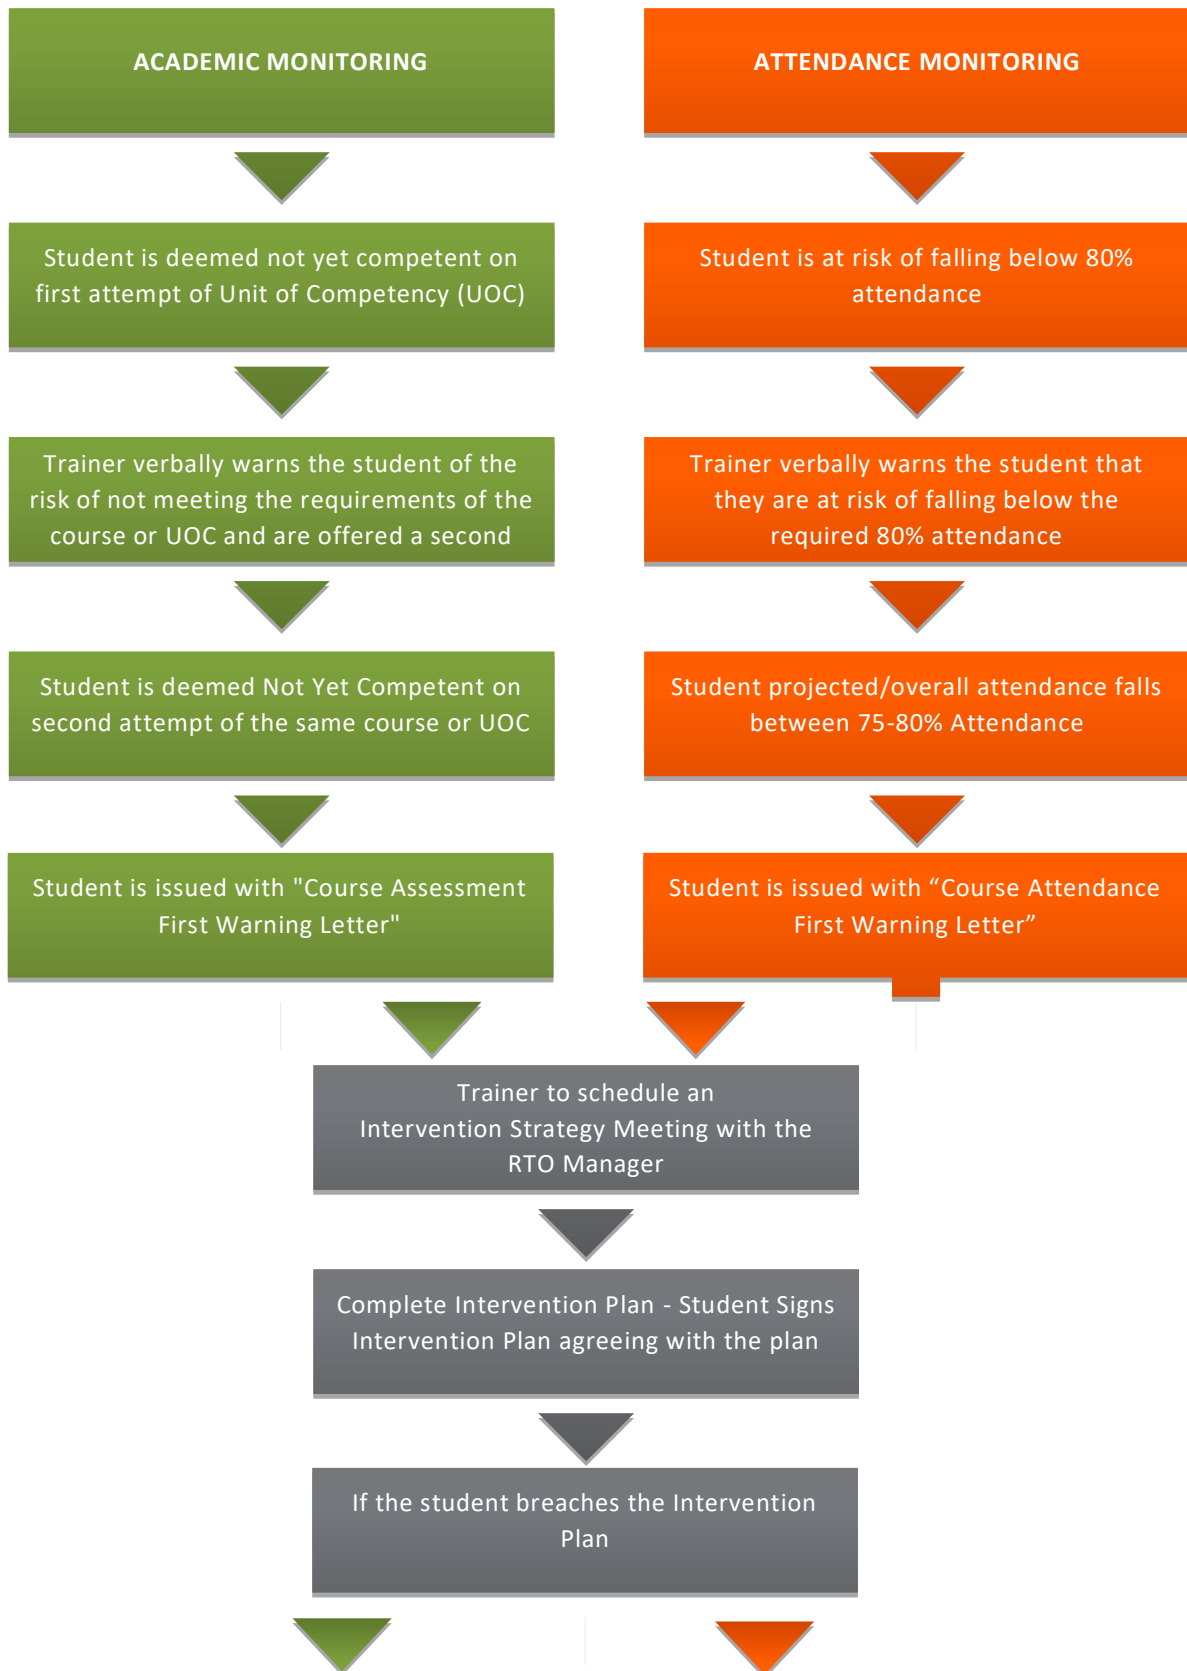 ACADEMIC MONITORING
ATTENDANCE MONITORING
Student is deemed not yet competent on
first attempt of Unit of Competency (UOC)
Student is at risk of falling below 80%
attendance
Trainer verbally warns the student of the
risk of not meeting the requirements of the
course or UOC and are offered a second
Trainer verbally warns the student that
they are at risk of falling below the
required 80% attendance
Student is deemed Not Yet Competent on
second attempt of the same course or UOC
Student projected/overall attendance falls
between 75-80% Attendance
Student is issued with "Course Assessment
First Warning Letter"
Student is issued with “Course Attendance
First Warning Letter”
Trainer to schedule an
Intervention Strategy Meeting with the
RTO Manager
Complete Intervention Plan - Student Signs
Intervention Plan agreeing with the plan
If the student breaches the Intervention
Plan